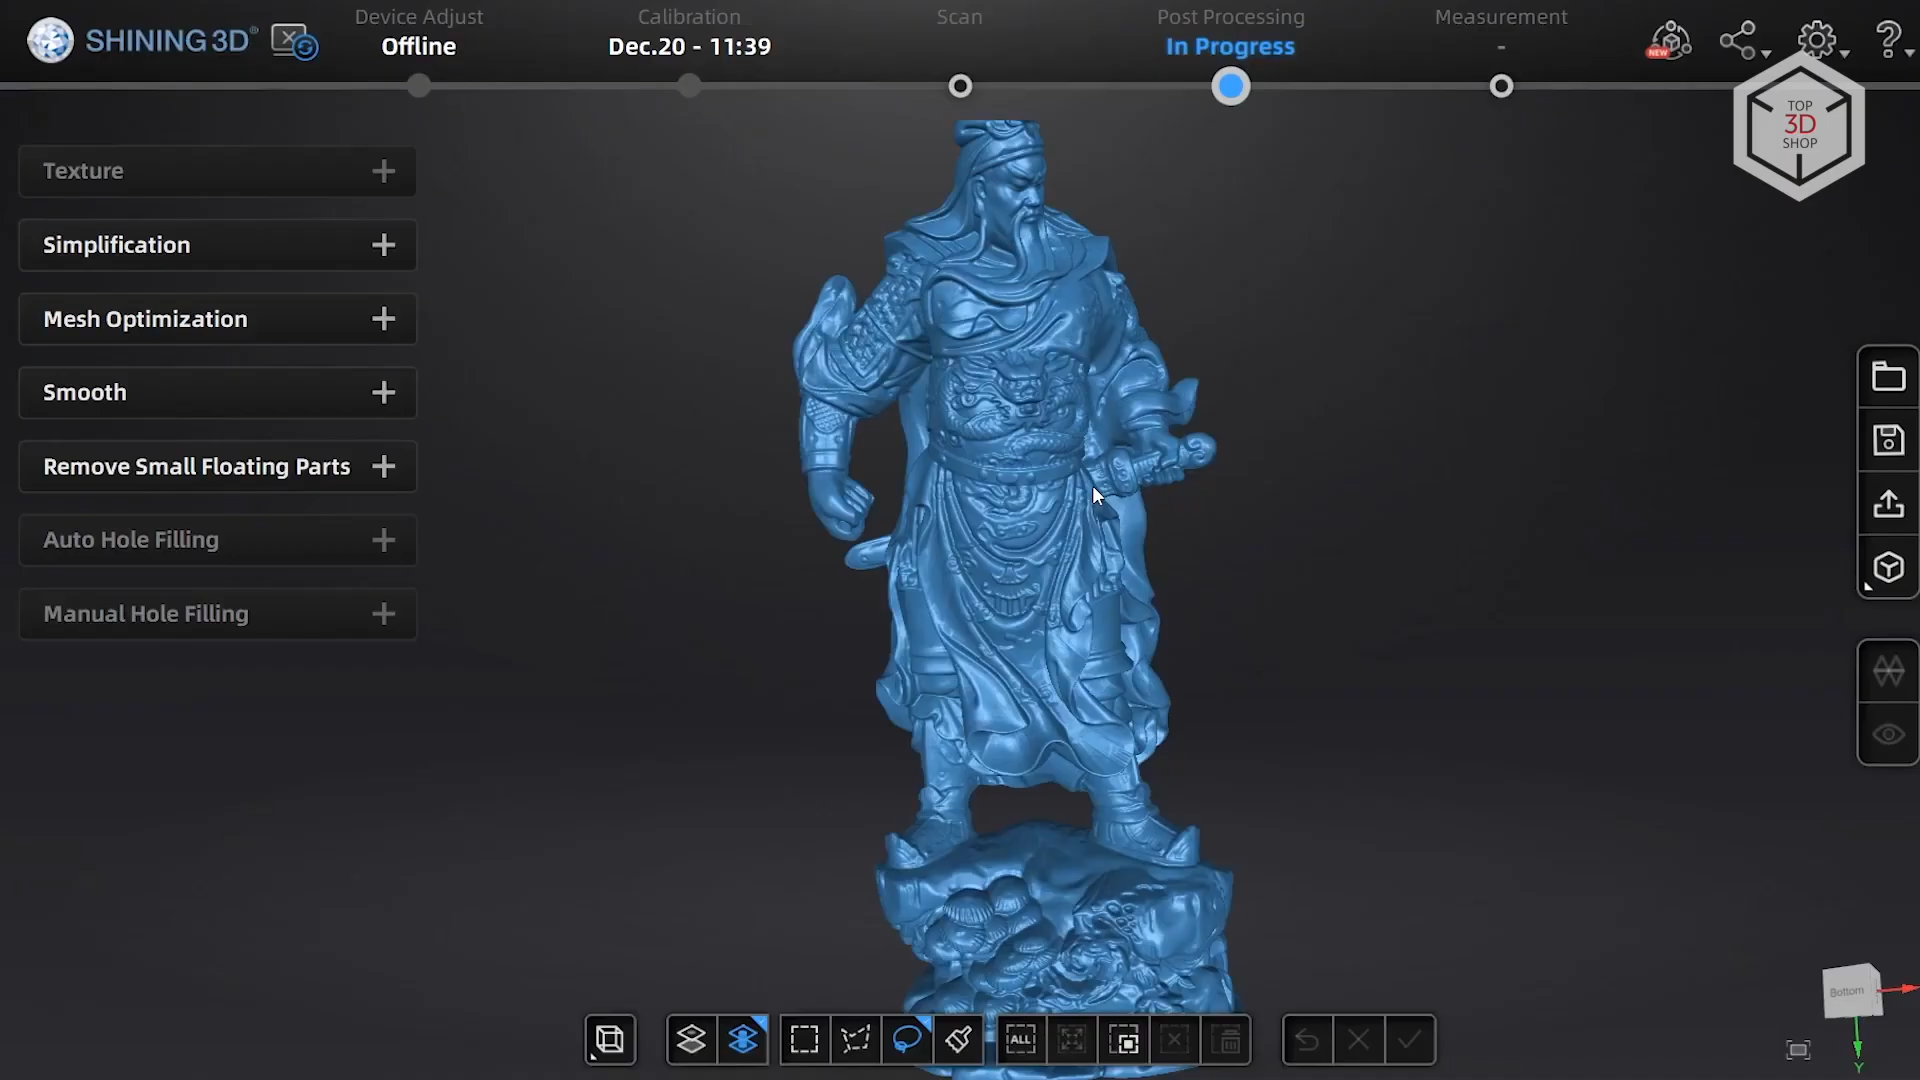 SHINING 3D®
Device Adjust
Offline
Calibration
Dec.20 - 11:39
Scan
Post Processing
In Progress
Measurement
-
NEW
?
TOP
3D
SHOP
Texture +
Simplification +
Mesh Optimization +
Smooth +
Remove Small Floating Parts +
Auto Hole Filling +
Manual Hole Filling +
ALL
Bottom
Y